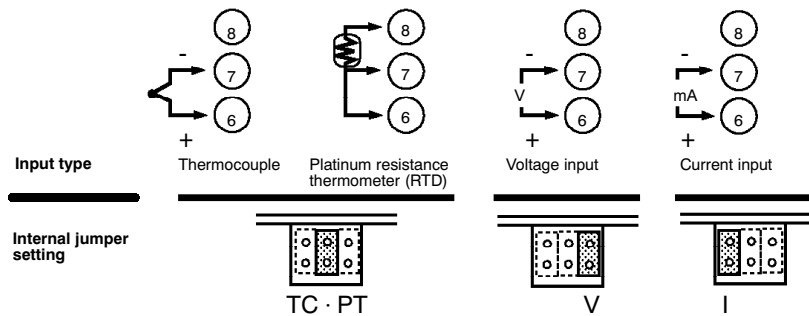 8 8 8 8
- - -
7 7 7 7
V mA
6 6 6 6
+ + +
Input type
Thermocouple
Platinum resistance
thermometer (RTD)
Voltage input
Current input
Internal jumper
setting
TC · PT
V
I